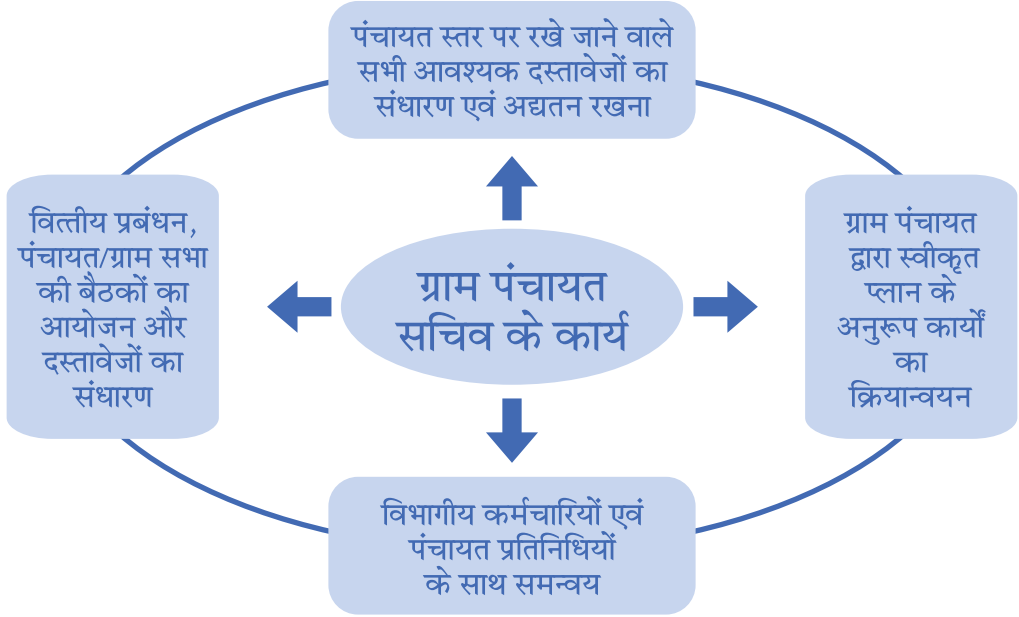 पंचायत स्तर पर रखे जाने वाले
सभी आवश्यक दस्तावेजों का
संधारण एवं अद्यतन रखना
वित्तीय प्रबंधन,
पंचायत/ग्राम सभा
की बैठकों का
आयोजन और
दस्तावेजों का
संधारण
ग्राम पंचायत
सचिव के कार्य
ग्राम पंचायत
द्वारा स्वीकृत
प्लान के
अनुरूप कार्यों
का
क्रियान्वयन
विभागीय कर्मचारियों एवं
पंचायत प्रतिनिधियों
के साथ समन्वय